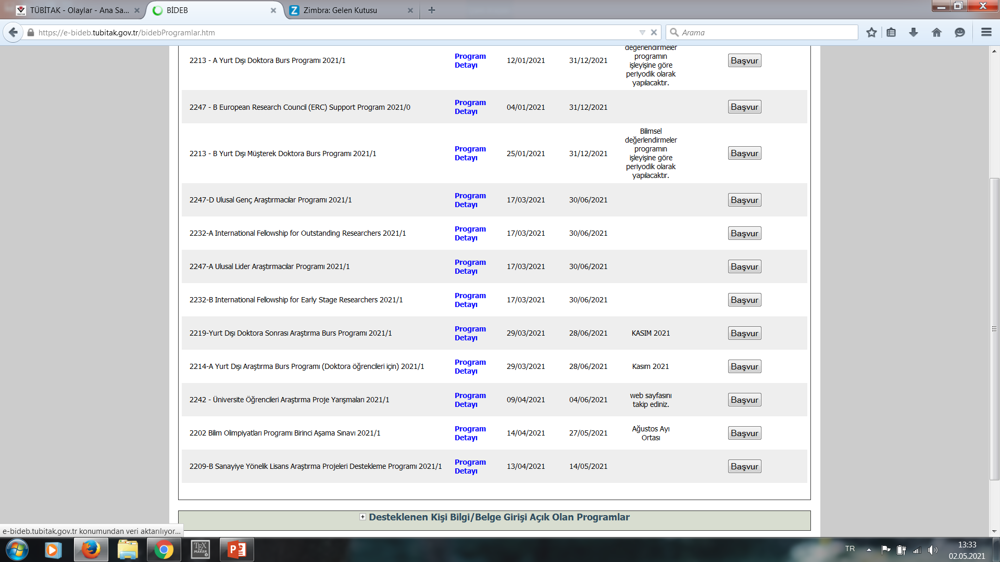 TÜBİTAK - Olaylar - Ana Sa...
BİDEB
Zimbra: Gelen Kutusu
https://e-bideb.tubitak.gov.tr/bidebProgramlar.htm
Arama
2213 - A Yurt Dışı Doktora Burs Programı 2021/1
Program
Detayı
12/01/2021
31/12/2021
değerlendirmeler
programın
işleyişine göre
periyodik olarak
yapılacaktır.
Başvur
2247 - B European Research Council (ERC) Support Program 2021/0
Program
Detayı
04/01/2021
31/12/2021
Başvur
2213 - B Yurt Dışı Müşterek Doktora Burs Programı 2021/1
Program
Detayı
25/01/2021
31/12/2021
Bilimsel
değerlendirmeler
programın
işleyişine göre
periyodik olarak
yapılacaktır.
Başvur
2247-D Ulusal Genç Araştırmacılar Programı 2021/1
Program
Detayı
17/03/2021
30/06/2021
Başvur
2232-A International Fellowship for Outstanding Researchers 2021/1
Program
Detayı
17/03/2021
30/06/2021
Başvur
2247-A Ulusal Lider Araştırmacılar Programı 2021/1
Program
Detayı
17/03/2021
30/06/2021
Başvur
2232-B International Fellowship for Early Stage Researchers 2021/1
Program
Detayı
17/03/2021
30/06/2021
Başvur
2219-Yurt Dışı Doktora Sonrası Araştırma Burs Programı 2021/1
Program
Detayı
29/03/2021
28/06/2021
KASIM 2021
Başvur
2214-A Yurt Dışı Araştırma Burs Programı (Doktora öğrencileri için) 2021/1
Program
Detayı
29/03/2021
28/06/2021
Kasım 2021
Başvur
2242 - Üniversite Öğrencileri Araştırma Proje Yarışmaları 2021/1
Program
Detayı
09/04/2021
04/06/2021
web sayfasını
takip ediniz.
Başvur
2202 Bilim Olimpiyatları Programı Birinci Aşama Sınavı 2021/1
Program
Detayı
14/04/2021
27/05/2021
Ağustos Ayı
Ortası
Başvur
2209-B Sanayiye Yönelik Lisans Araştırma Projeleri Destekleme Programı 2021/1
Program
Detayı
13/04/2021
14/05/2021
Başvur
Desteklenen Kişi Bilgi/Belge Girişi Açık Olan Programlar
e-bideb.tubitak.gov.tr konumundan veri aktarılıyor...
TEX
MAKER
TR
13:33
02.05.2021